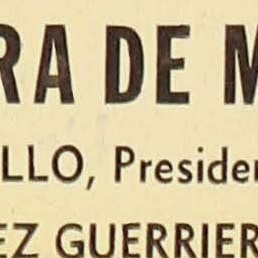 RA DE M
LLO, Presiden
EZ GUERRIER